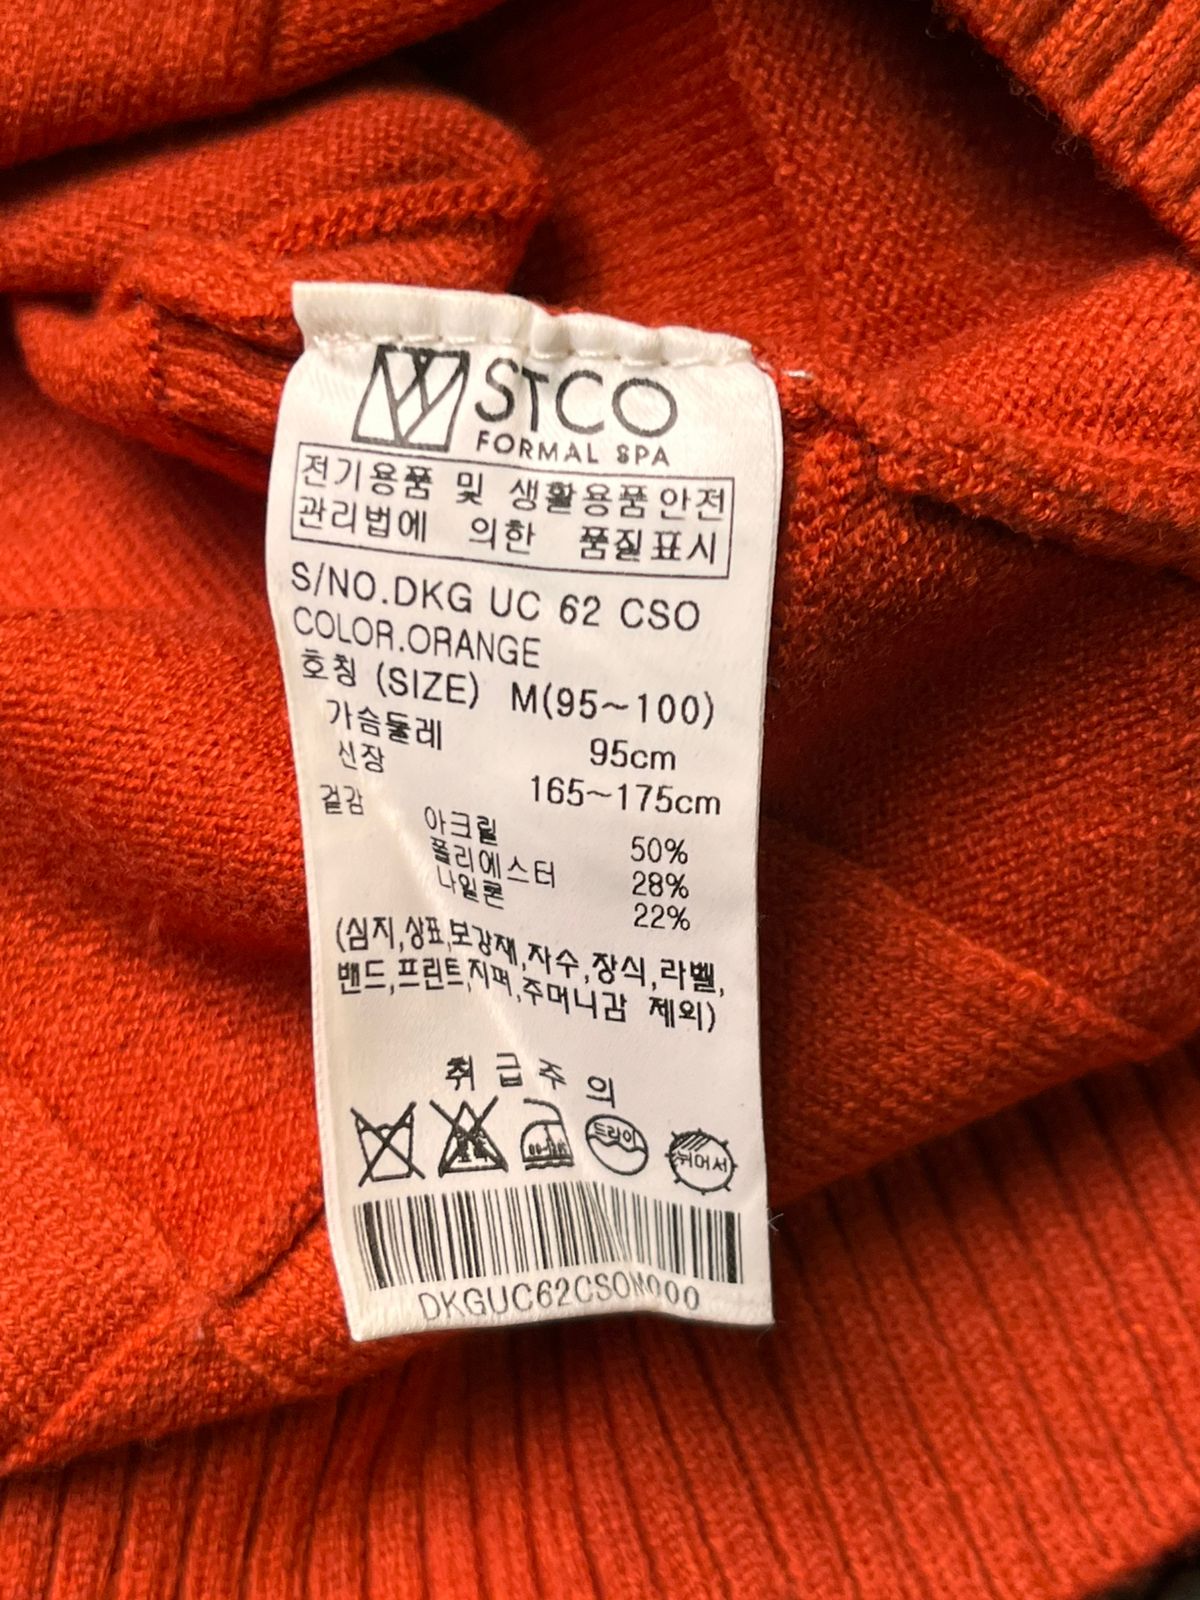 STCO
FORMAL SPA
전기용품 및 생활용품안전
관리법에 의한 품질표시
S/NO.DKG UC 62 CSO
COLOR.ORANGE
호칭 (SIZE) M(95~100)
가슴둘레 95cm
신장 165~175cm
겉감 아크릴 50%
폴리에스터 28%
나일론 22%
(심지,상표,보강재,자수,장식,라벨,
밴드,프린트,지퍼,주머니감 제외)
취급주의
드라이
뉘어서
DKGUC62CSOM000